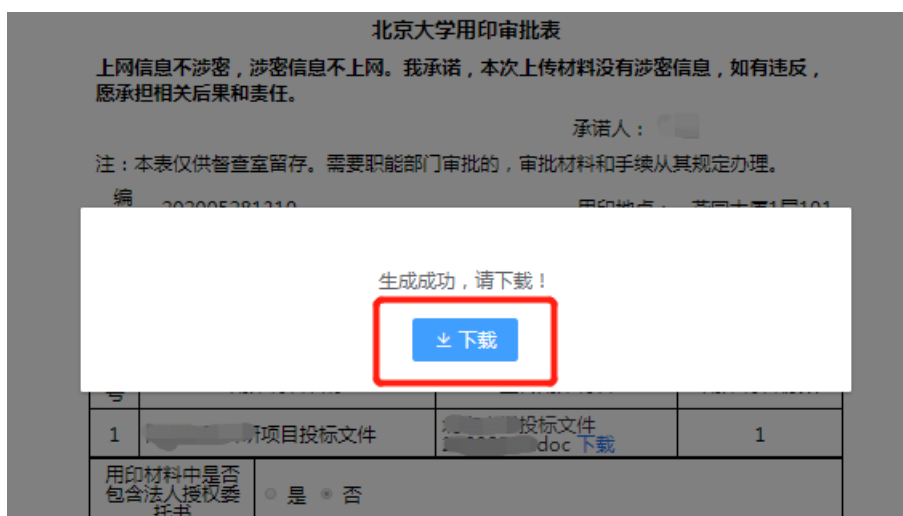 北京大学用印审批表
上网信息不涉密，涉密信息不上网。我承诺，本次上传材料没有涉密信息，如有违反，
愿承担相关后果和责任。
承诺人：
注：本表仅供督查室留存。需要职能部门审批的，审批材料和手续从其规定办理。
编
生成成功，请下载！
下载
号
1 研项目投标文件 投标文件 1
doc 下载
用印材料中是否
包含法人授权委 是 否
托书